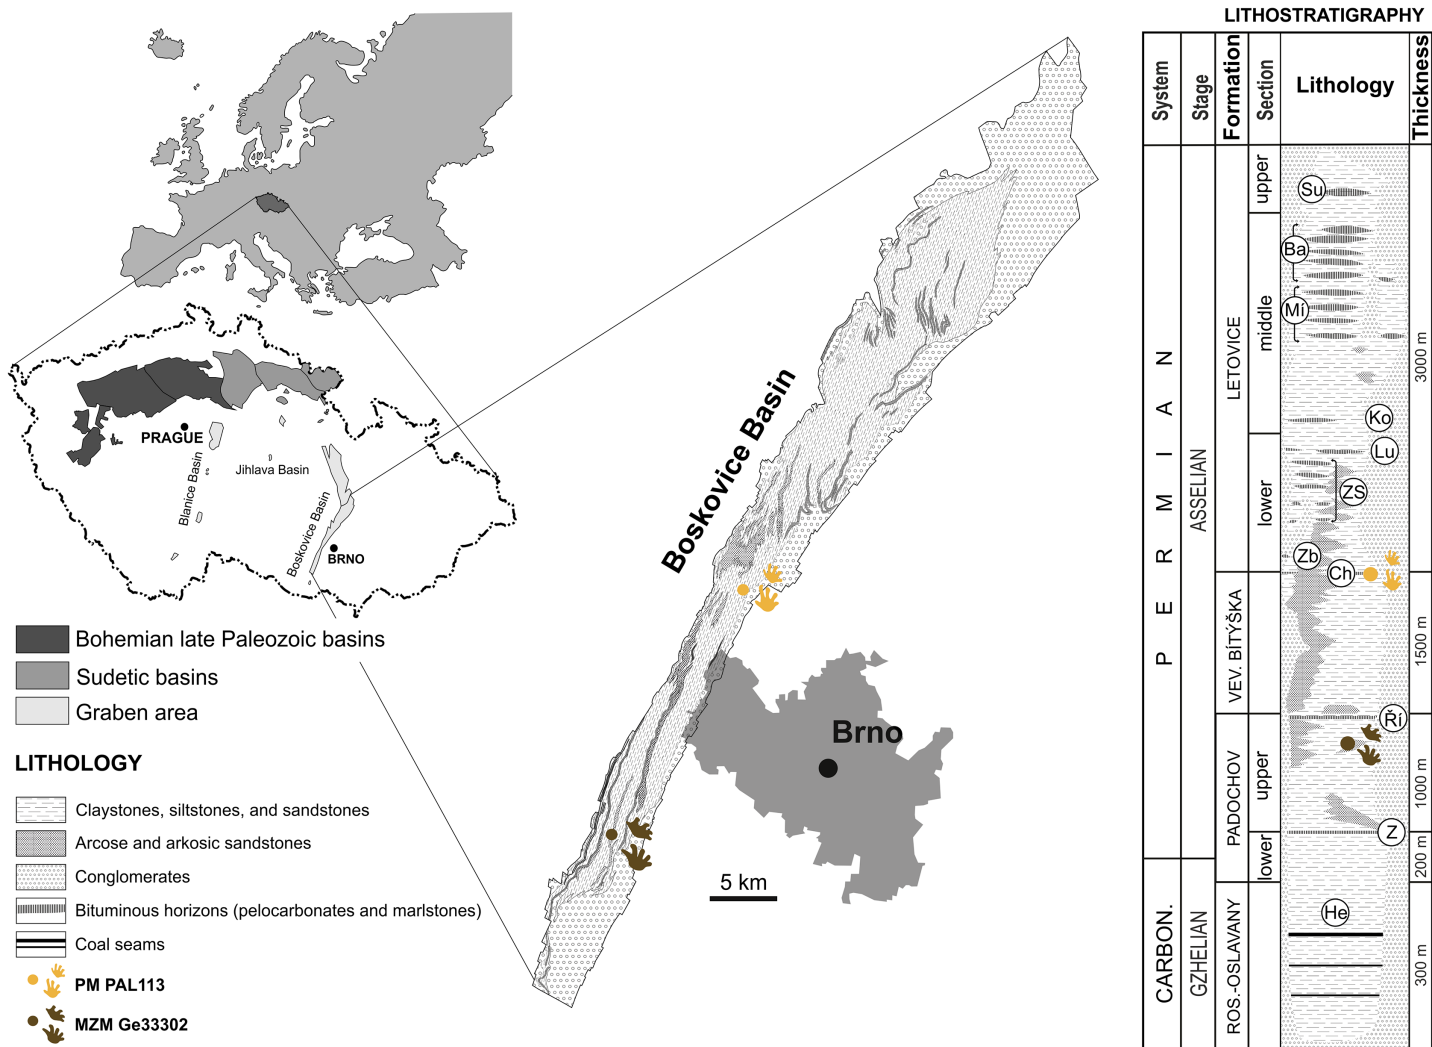 PRAGUE
Blanice Basin
Jihlava Basin
Boskovice Basin
BRNO
Bohemian late Paleozoic basins
Sudetic basins
Graben area
LITHOLOGY
Claystones, siltstones, and sandstones
Arcose and arkosic sandstones
Conglomerates
Bituminous horizons (pelocarbonates and marlstones)
Coal seams
PM PAL113
MZM Ge33302
Boskovice Basin
Brno
5 km
LITHOSTRATIGRAPHY
System
Stage
Formation
Section
Lithology
Thickness
PERMIAN
CARBON.
ASSELIAN
GZHELIAN
LETOVICE
VEV. BÍTÝŠKA
PADOCHOV
ROS.-OSLAVANY
upper
middle
lower
upper
lower
Su
Ba
Mí
Ko
Lu
ZS
Zb
Ch
Ří
Z
He
3000 m
1500 m
1000 m
200 m
300 m